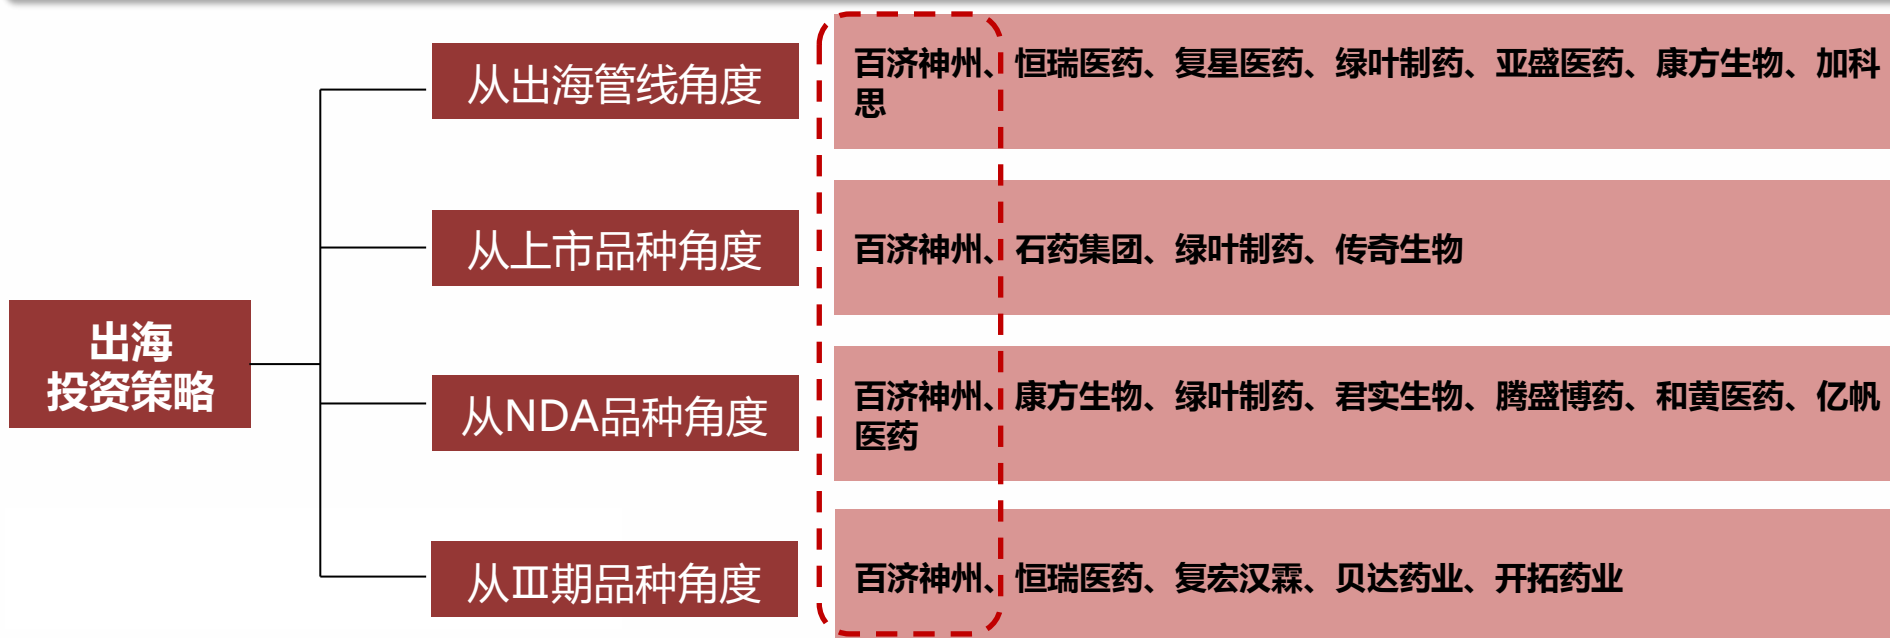 出海
投资策略
从出海管线角度
百济神州、恒瑞医药、复星医药、绿叶制药、亚盛医药、康方生物、加科
思
从上市品种角度
百济神州、石药集团、绿叶制药、传奇生物
从NDA品种角度
百济神州、康方生物、绿叶制药、君实生物、腾盛博药、和黄医药、亿帆
医药
从Ⅲ期品种角度
百济神州、恒瑞医药、复宏汉霖、贝达药业、开拓药业